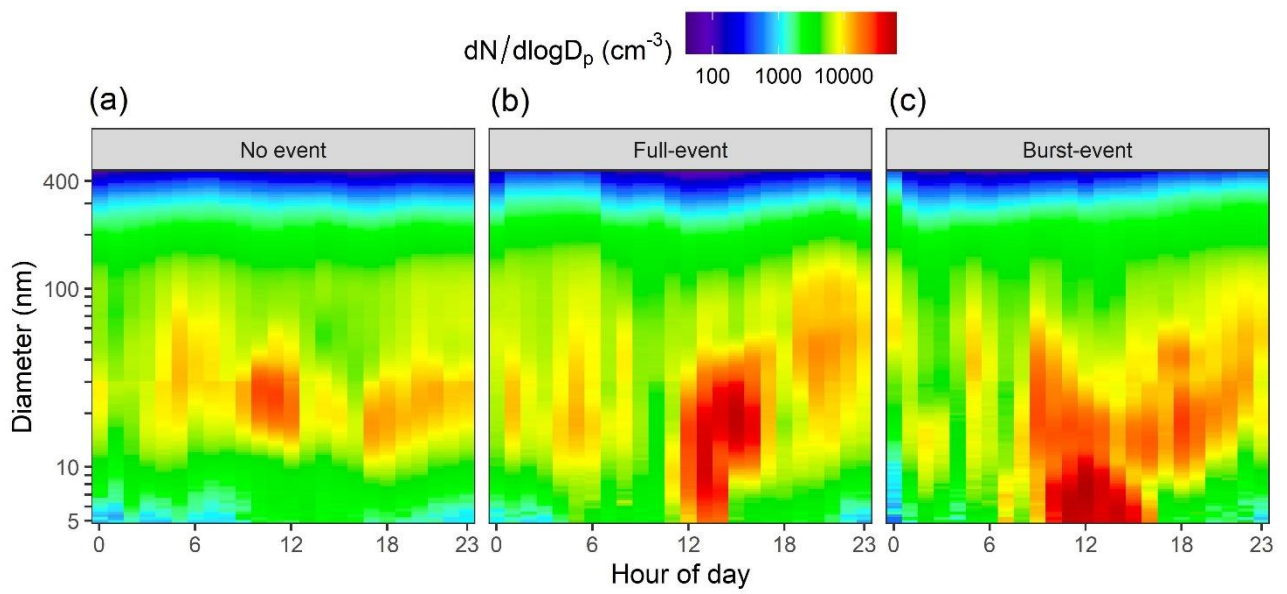 dN/dlogDₚ (cm⁻³)
100 1000 10000
(a) (b) (c)
No event Full-event Burst-event
400
100
10
5
Diameter (nm)
0 6 12 18 23 0 6 12 18 23 0 6 12 18 23
Hour of day